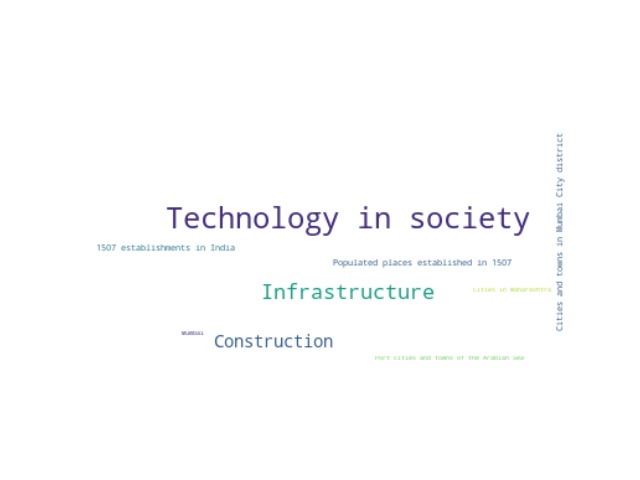 Cities and towns in Mumbai City district
Technology in society
1507 establishments in India
Populated places established in 1507
Infrastructure
Cities in Maharashtra
Mumbai
Construction
Port cities and towns of the Arabian Sea